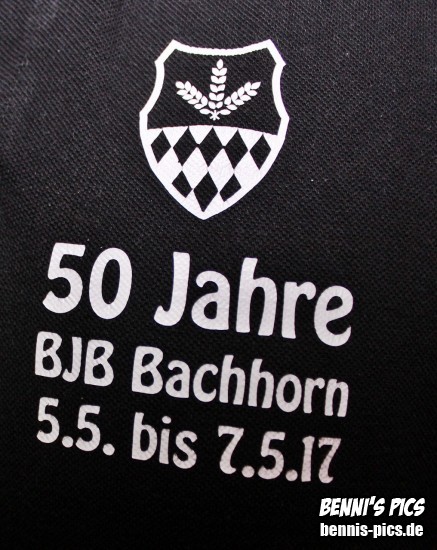 50 Jahre
BJB Bachhorn
5.5. bis 7.5.17
BENNI'S PICS
bennis-pics.de